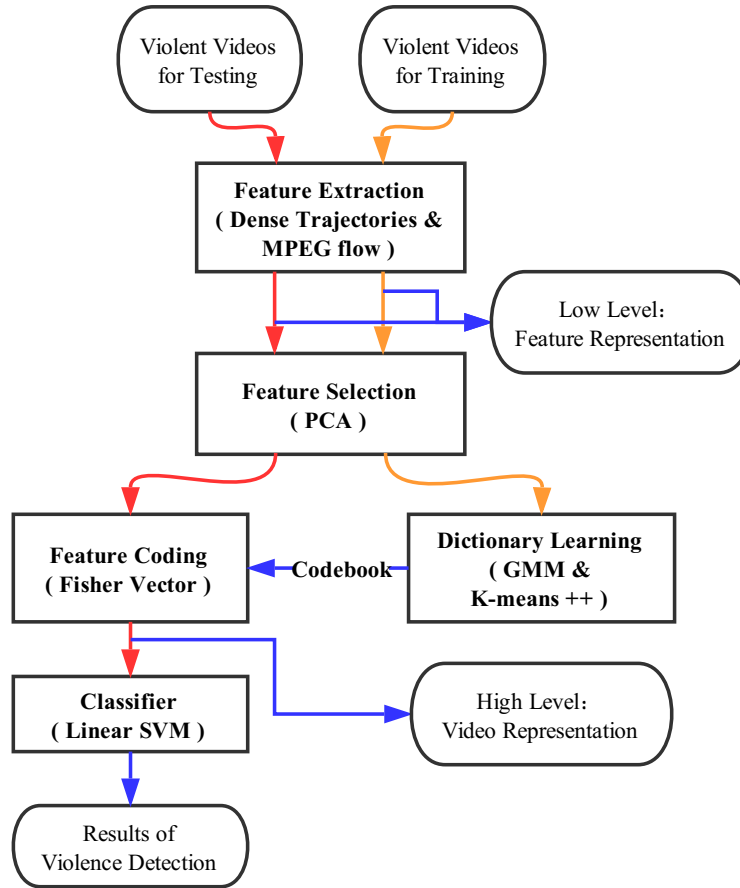 Violent Videos
for Testing
Violent Videos
for Training
Feature Extraction
( Dense Trajectories &
MPEG flow )
Low Level:
Feature Representation
Feature Selection
( PCA )
Feature Coding
( Fisher Vector )
Codebook
Dictionary Learning
( GMM &
K-means ++ )
Classifier
( Linear SVM )
High Level:
Video Representation
Results of
Violence Detection